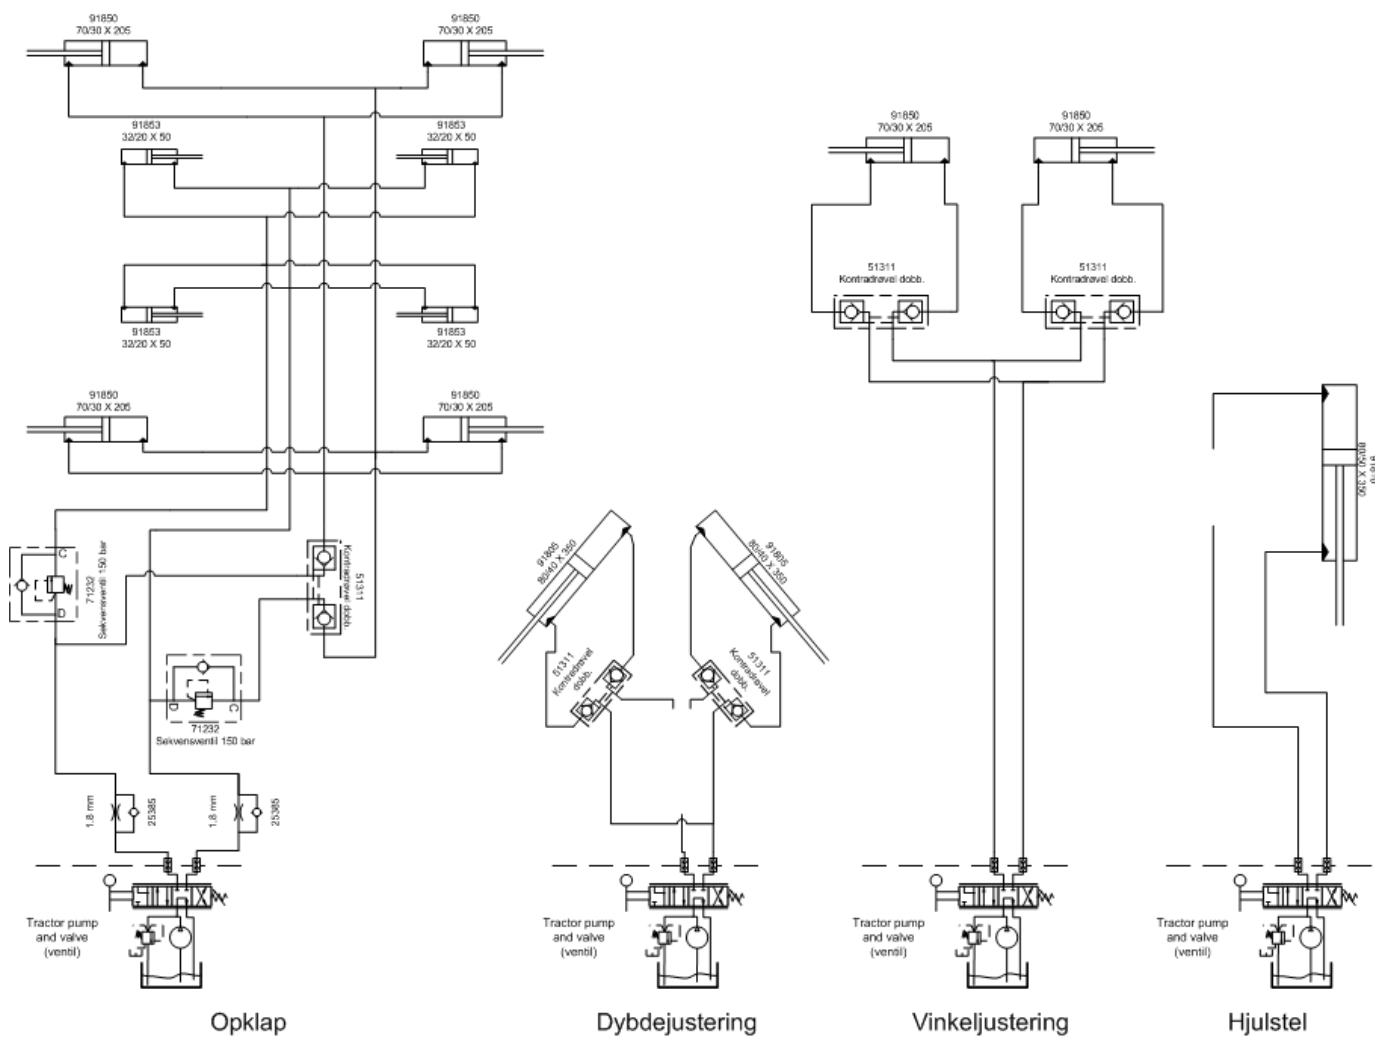 91850
70/30 X 205
91850
70/30 X 205
91853
32/20 X 50
91853
32/20 X 50
91853
32/20 X 50
91853
32/20 X 50
91850
70/30 X 205
91850
70/30 X 205
C
D
71232
Sekvensventil 150 bar
Kontradrøvel dobb.
51311
D
C
71232
Sekvensventil 150 bar
1.8 mm
25385
1.8 mm
25385
Tractor pump
and valve
(ventil)
Opklap
91805
80/40 X 350
91805
80/40 X 350
51311
Kontradrøvel
dobb.
51311
Kontradrøvel
dobb.
Tractor pump
and valve
(ventil)
Dybdejustering
91850
70/30 X 205
91850
70/30 X 205
51311
Kontradrøvel dobb.
51311
Kontradrøvel dobb.
Tractor pump
and valve
(ventil)
Vinkeljustering
80/50 X 350
Tractor pump
and valve
(ventil)
Hjulstel